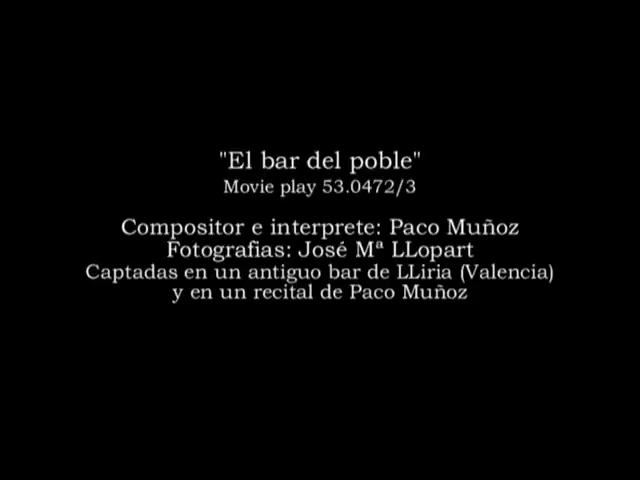 "El bar del poble"
Movie play 53.0472/3
Compositor e interprete: Paco Muñoz
Fotografias: José Mª LLopart
Captadas en un antiguo bar de LLiria (Valencia)
y en un recital de Paco Muñoz